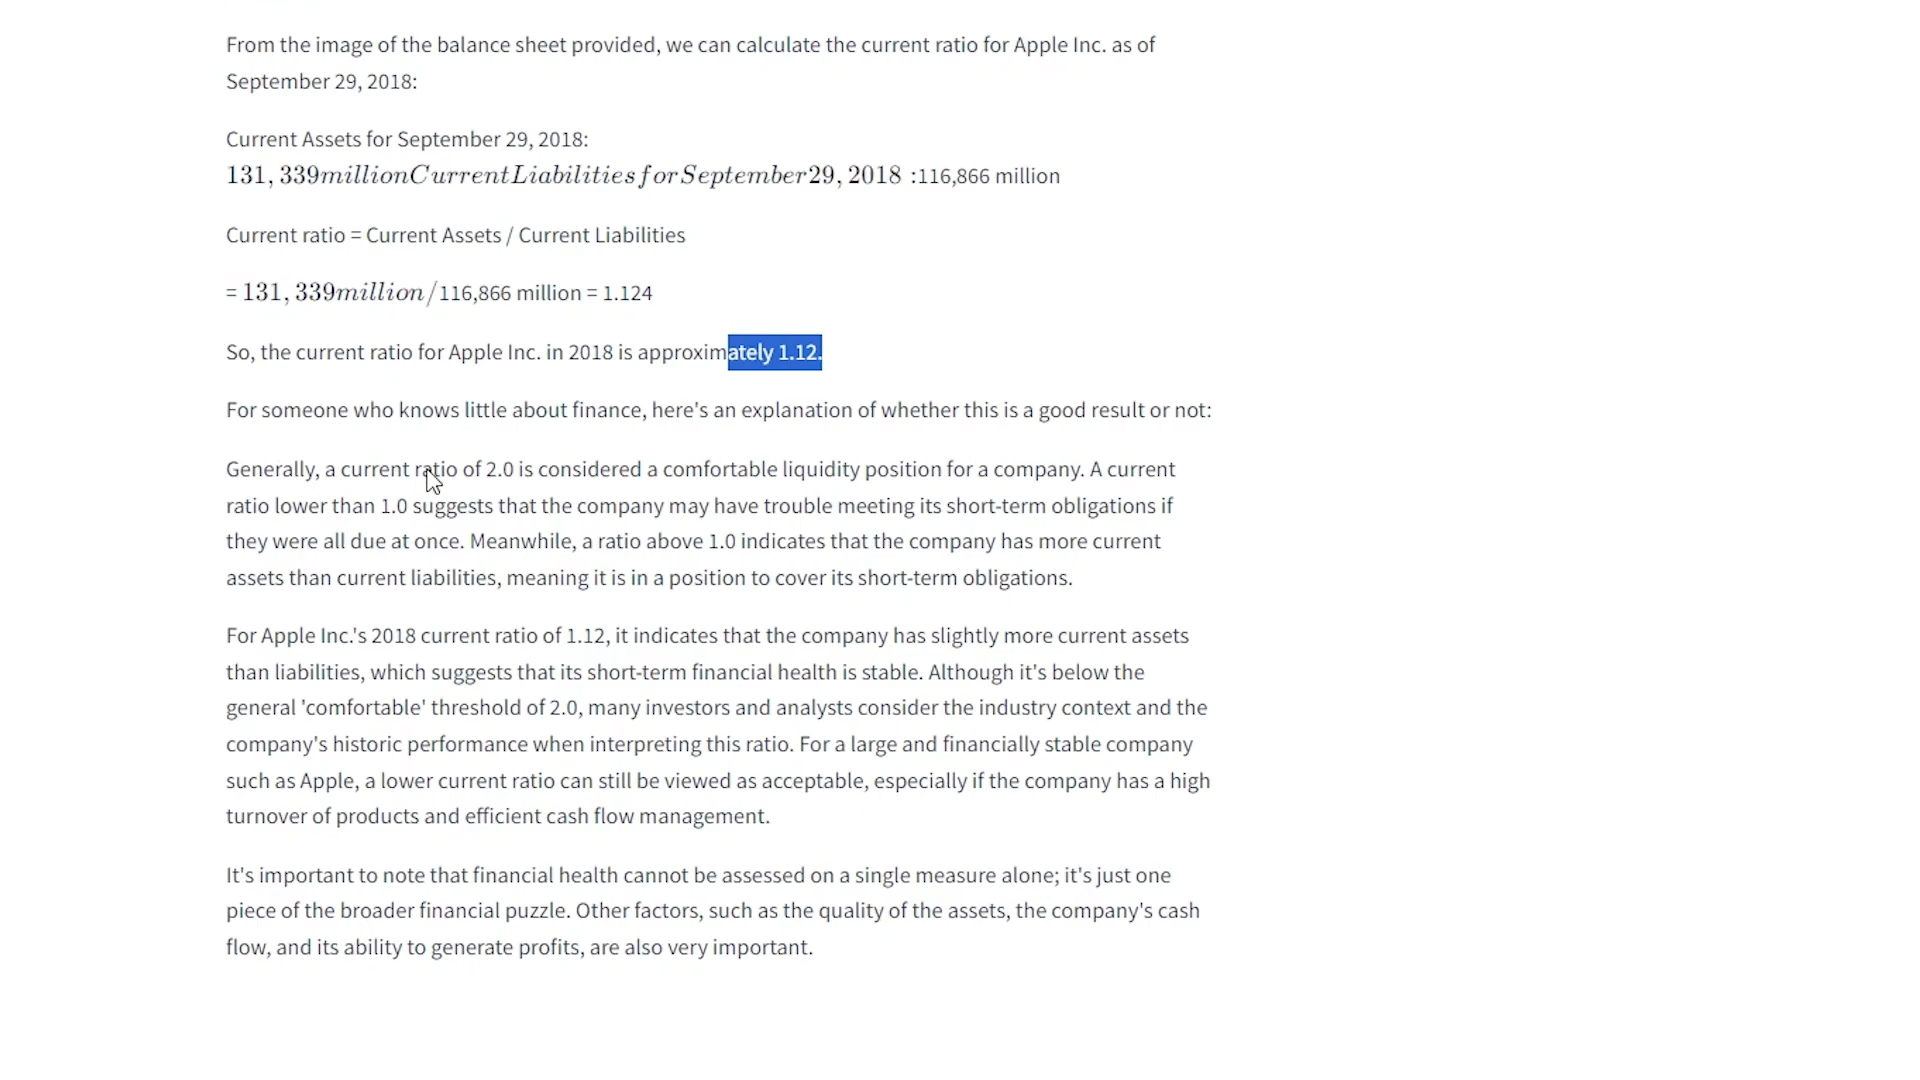 From the image of the balance sheet provided, we can calculate the current ratio for Apple Inc. as of
September 29, 2018:
Current Assets for September 29, 2018:
131, 339millionCurrentLiabilitiesforSeptember29, 2018 :116,866 million
Current ratio = Current Assets / Current Liabilities
= 131, 339million/116,866 million = 1.124
So, the current ratio for Apple Inc. in 2018 is approximately 1.12.
For someone who knows little about finance, here's an explanation of whether this is a good result or not:
Generally, a current ratio of 2.0 is considered a comfortable liquidity position for a company. A current
ratio lower than 1.0 suggests that the company may have trouble meeting its short-term obligations if
they were all due at once. Meanwhile, a ratio above 1.0 indicates that the company has more current
assets than current liabilities, meaning it is in a position to cover its short-term obligations.
For Apple Inc.'s 2018 current ratio of 1.12, it indicates that the company has slightly more current assets
than liabilities, which suggests that its short-term financial health is stable. Although it's below the
general 'comfortable' threshold of 2.0, many investors and analysts consider the industry context and the
company's historic performance when interpreting this ratio. For a large and financially stable company
such as Apple, a lower current ratio can still be viewed as acceptable, especially if the company has a high
turnover of products and efficient cash flow management.
It's important to note that financial health cannot be assessed on a single measure alone; it's just one
piece of the broader financial puzzle. Other factors, such as the quality of the assets, the company's cash
flow, and its ability to generate profits, are also very important.